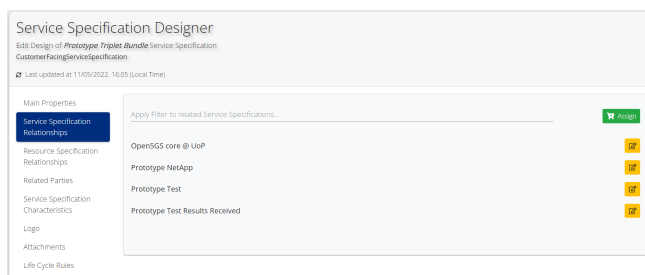 Service Specification Designer
Edit Design of Prototype Triplet Bundle Service Specification
CustomerFacingServiceSpecification
Last updated at 11/05/2022, 16:05 (Local Time)
Main Properties
Service Specification
Relationships
Resource Specification
Relationships
Related Parties
Service Specification
Characteristics
Logo
Attachments
Life Cycle Rules
Apply Filter to related Service Specifications...
Assign
Open5GS core @ UoP
Prototype NetApp
Prototype Test
Prototype Test Results Received